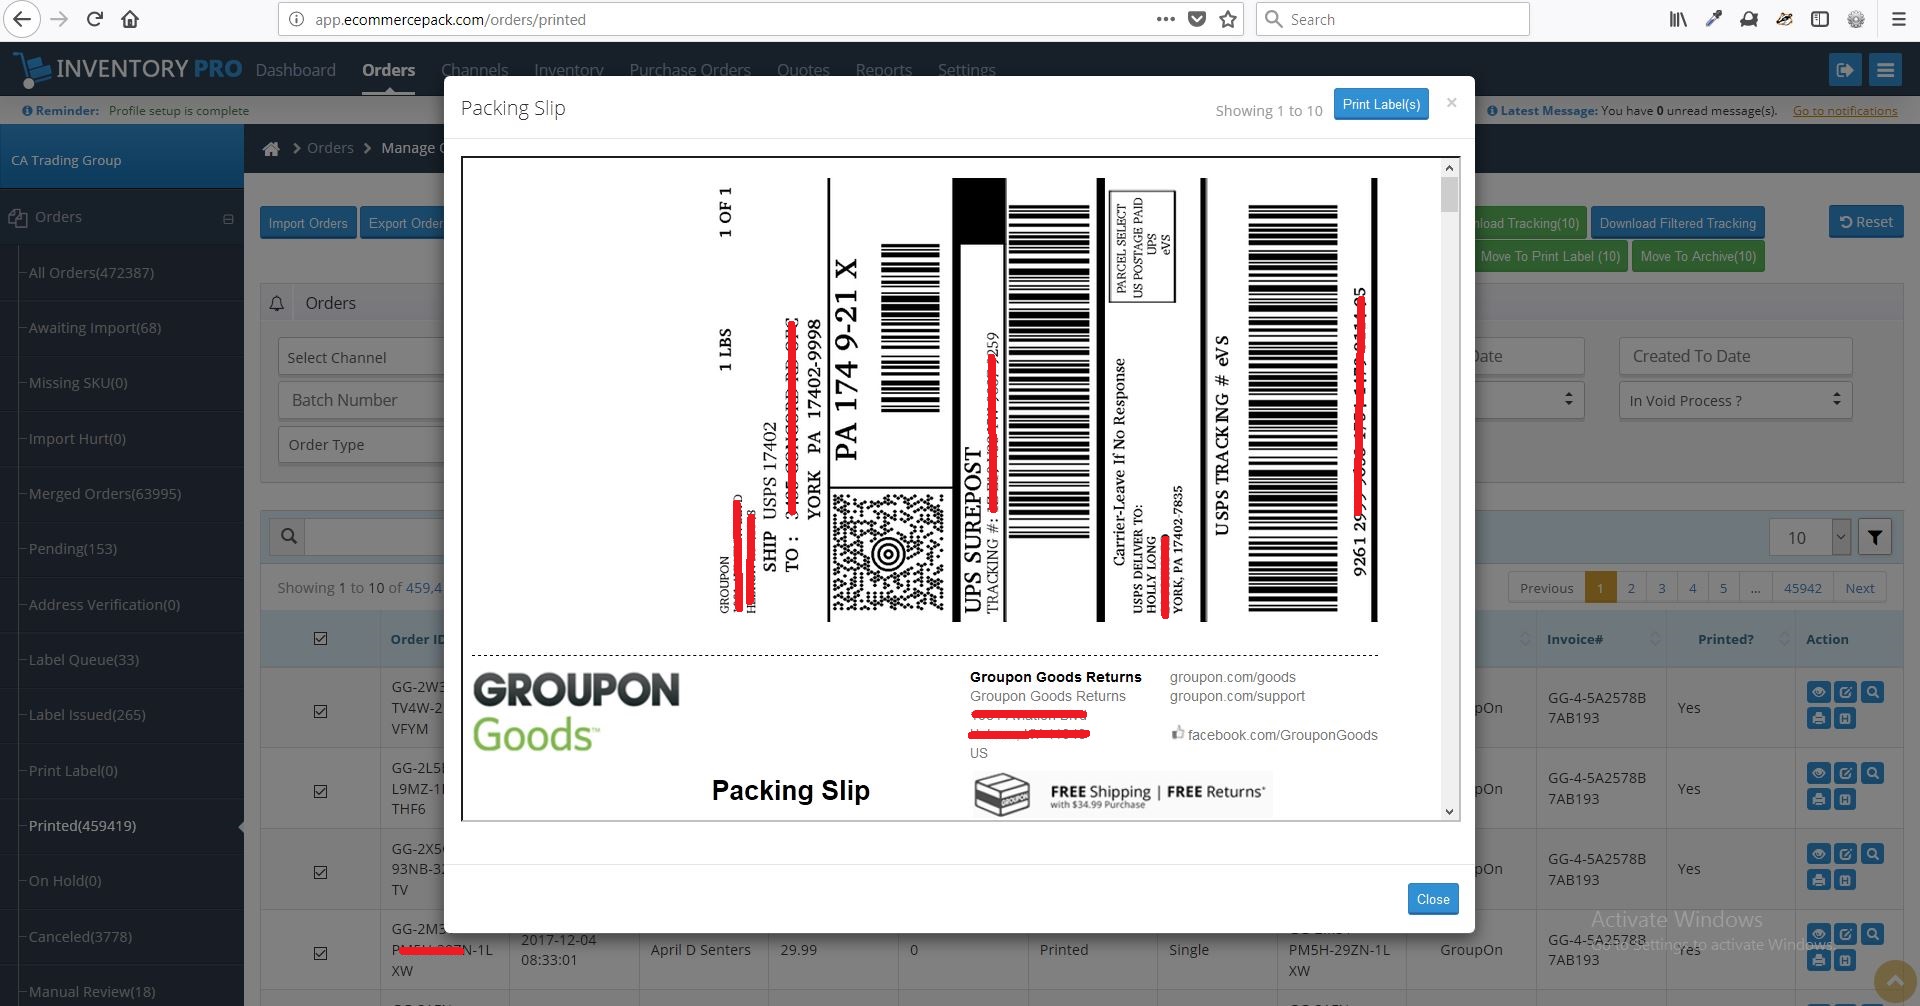 app.ecommercepack.com/orders/printed
Search
INVENTORY PRO
Dashboard
Orders
Channels
Inventory
Purchase Orders
Quotes
Reports
Settings
Reminder: Profile setup is complete
Latest Message: You have 0 unread message(s). Go to notifications
CA Trading Group
Orders
Manage
Orders
All Orders(472387)
Awaiting Import(68)
Missing SKU(0)
Import Hurt(0)
Merged Orders(63995)
Pending(153)
Address Verification(0)
Label Queue(33)
Label Issued(265)
Print Label(0)
Printed(459419)
On Hold(0)
Canceled(3778)
Manual Review(18)
Import Orders
Export Order
Tracking(10)
Download Filtered Tracking
Reset
Move To Print Label (10)
Move To Archive(10)
Orders
Select Channel
Batch Number
Order Type
Date
Created To Date
In Void Process ?
10
Showing 1 to 10 of 459,4
Previous 1 2 3 4 5 ... 45942 Next
Order ID
Invoice#
Printed?
Action
GG-2W3
TV4W-2
VFYM
pOn
GG-4-5A2578B
7AB193
Yes
GG-2L5
L9MZ-1
THF6
pOn
GG-4-5A2578B
7AB193
Yes
GG-2X5
93NB-3
TV
pOn
GG-4-5A2578B
7AB193
Yes
GG-2M3
N-1L
XW
2017-12-04
08:33:01
April D Senters
29.99
0
Printed
Single
PM5H-29ZN-1L
XW
GroupOn
GG-4-5A2578B
7AB193
Yes
Packing Slip
Showing 1 to 10
Print Label(s)
×
1 LBS
1 OF 1
GROUPON
SHIP USPS 17402
TO :
YORK PA 17402-9998
PA 174 9-21 X
UPS SUREPOST
TRACKING #:
259
PARCEL SELECT
US POSTAGE PAID
UPS
eVS
Carrier-Leave If No Response
USPS DELIVER TO:
HOLLY LONG
YORK, PA 17402-7835
USPS TRACKING # eVS
9261 2
GROUPON
Goods™
Groupon Goods Returns
Groupon Goods Returns
US
groupon.com/goods
groupon.com/support
facebook.com/GrouponGoods
Packing Slip
GROUPON
FREE Shipping | FREE Returns*
with $34.99 Purchase
Close
Activate Windows
Go to Settings to activate Windows.